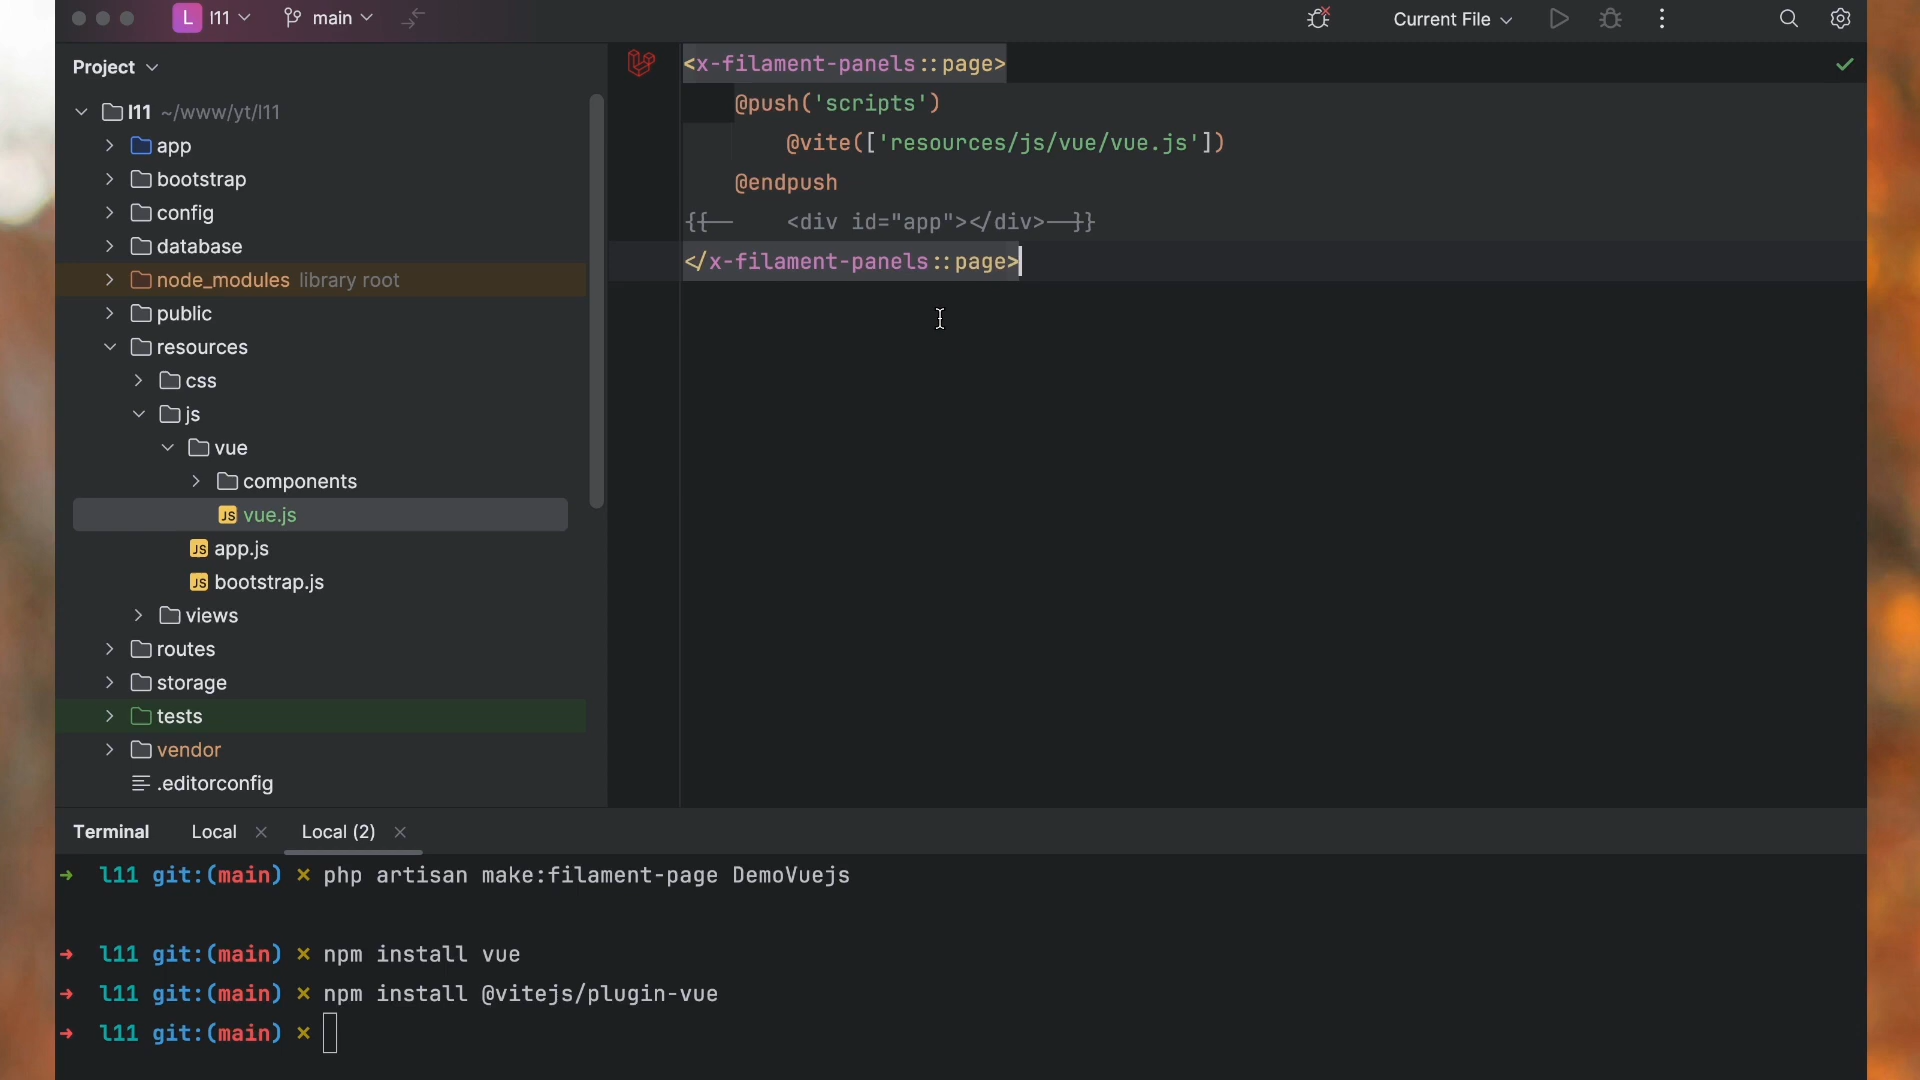 L l11 main Current File
Project
l11 ~/www/yt/l11
app
bootstrap
config
database
node_modules library root
public
resources
css
js
vue
components
JS vue.js
JS app.js
JS bootstrap.js
views
routes
storage
tests
vendor
.editorconfig
<x-filament-panels::page>
@push('scripts')
@vite(['resources/js/vue/vue.js'])
@endpush
{{-- <div id="app"></div>--}}
</x-filament-panels::page>
Terminal Local Local (2)
→ l11 git:(main) × php artisan make:filament-page DemoVuejs
→ l11 git:(main) × npm install vue
→ l11 git:(main) × npm install @vitejs/plugin-vue
→ l11 git:(main) ×